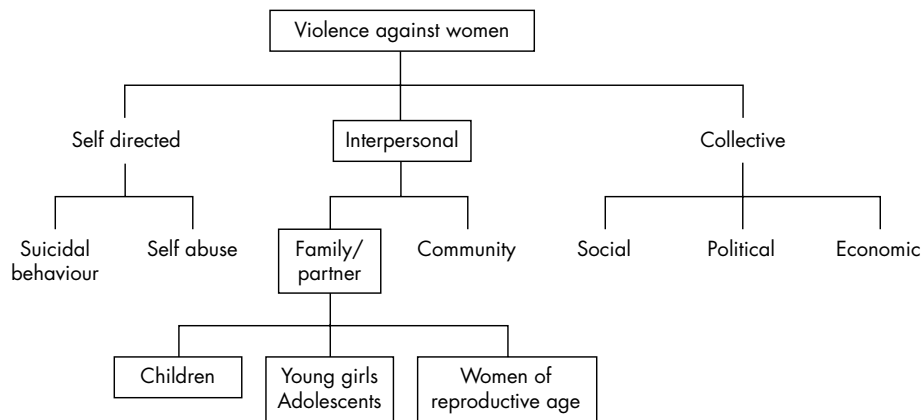 Violence against women
Self directed
Interpersonal
Collective
Suicidal
behaviour
Self abuse
Family/
partner
Community
Social
Political
Economic
Children
Young girls
Adolescents
Women of
reproductive age